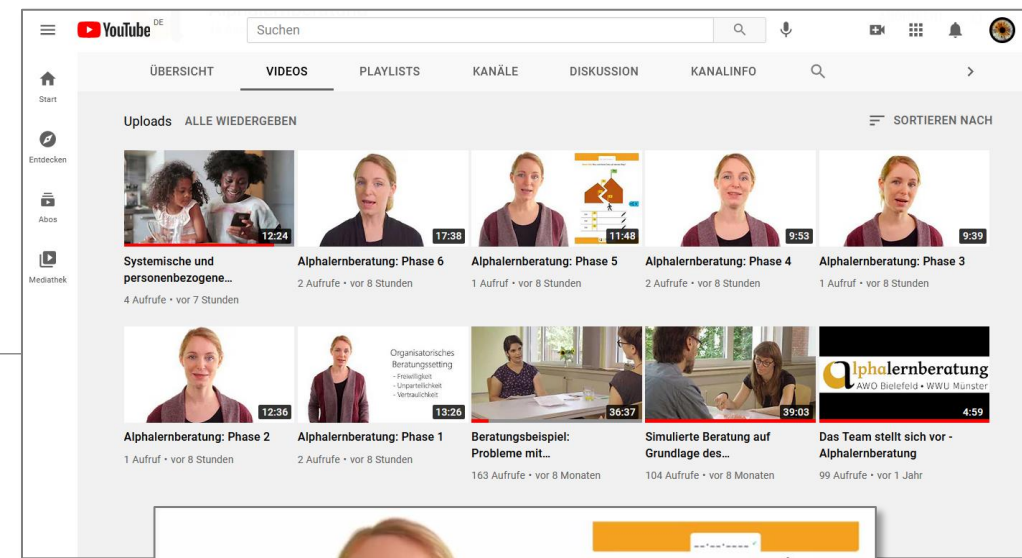 YouTube DE
Suchen
ÜBERSICHT VIDEOS PLAYLISTS KANÄLE DISKUSSION KANALINFO
Start
Entdecken
Abos
Mediathek
Uploads ALLE WIEDERGEBEN
SORTIEREN NACH
12:24
Systemische und
personenbezogene...
4 Aufrufe • vor 7 Stunden
17:38
Alphalernberatung: Phase 6
2 Aufrufe • vor 8 Stunden
11:48
Alphalernberatung: Phase 5
1 Aufruf • vor 8 Stunden
9:53
Alphalernberatung: Phase 4
2 Aufrufe • vor 8 Stunden
9:39
Alphalernberatung: Phase 3
1 Aufruf • vor 8 Stunden
12:36
Alphalernberatung: Phase 2
1 Aufruf • vor 8 Stunden
Organisatorisches
Beratungssetting
- Freiwilligkeit
- Unparteilichkeit
- Vertraulichkeit
13:26
Alphalernberatung: Phase 1
2 Aufrufe • vor 8 Stunden
36:37
Beratungsbeispiel:
Probleme mit...
163 Aufrufe • vor 8 Monaten
39:03
Simulierte Beratung auf
Grundlage des...
104 Aufrufe • vor 8 Monaten
alphalernberatung
AWO Bielefeld • WWU Münster
4:59
Das Team stellt sich vor -
Alphalernberatung
99 Aufrufe • vor 1 Jahr